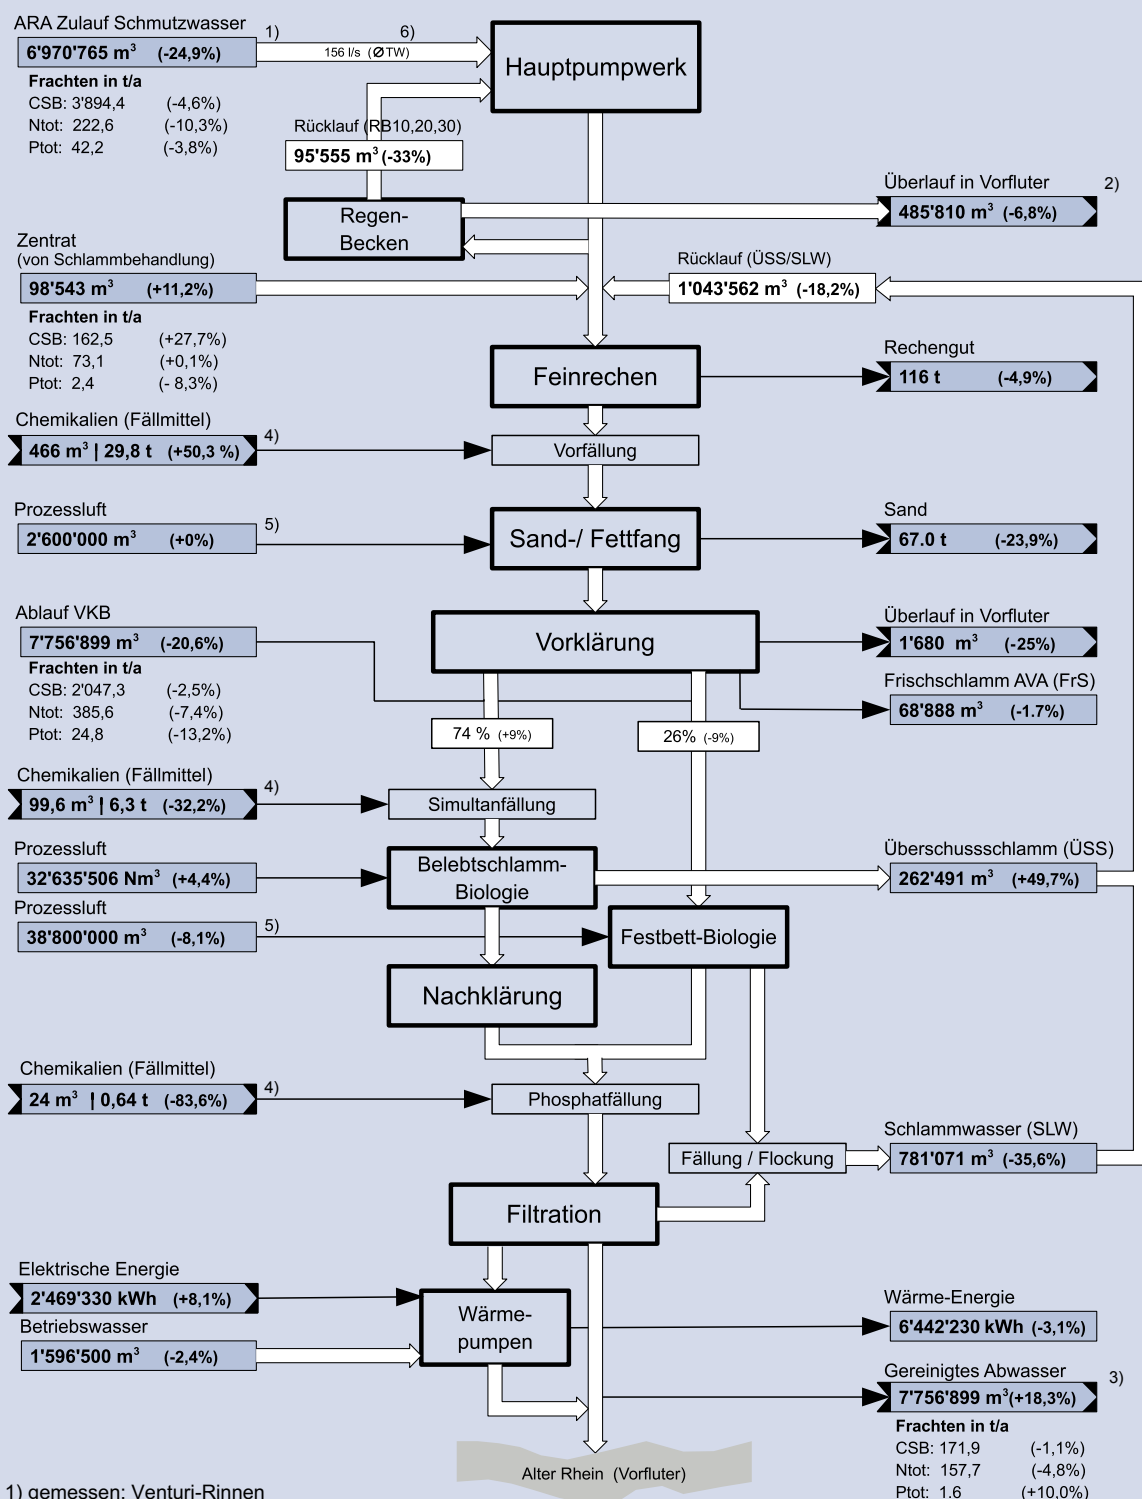 ARA Zulauf Schmutzwasser
6'970'765 m³ (-24,9%)
1)
6)
156 l/s (Ø TW)
Hauptpumpwerk
Frachten in t/a
CSB: 3'894,4 (-4,6%)
Ntot: 222,6 (-10,3%)
Ptot: 42,2 (-3,8%)
Rücklauf (RB10,20,30)
95'555 m³ (-33%)
Regen-
Becken
Überlauf in Vorfluter
2)
485'810 m³ (-6,8%)
Zentrat
(von Schlammbehandlung)
98'543 m³ (+11,2%)
Rücklauf (ÜSS/SLW)
1'043'562 m³ (-18,2%)
Frachten in t/a
CSB: 162,5 (+27,7%)
Ntot: 73,1 (+0,1%)
Ptot: 2,4 (- 8,3%)
Feinrechen
Rechengut
116 t (-4,9%)
Chemikalien (Fällmittel)
466 m³ | 29,8 t (+50,3 %)
4)
Vorfällung
Prozessluft
2'600'000 m³ (+0%)
5)
Sand-/ Fettfang
Sand
67.0 t (-23,9%)
Ablauf VKB
7'756'899 m³ (-20,6%)
Vorklärung
Überlauf in Vorfluter
1'680 m³ (-25%)
Frachten in t/a
CSB: 2'047,3 (-2,5%)
Ntot: 385,6 (-7,4%)
Ptot: 24,8 (-13,2%)
Frischschlamm AVA (FrS)
68'888 m³ (-1.7%)
74 % (+9%)
26% (-9%)
Chemikalien (Fällmittel)
99,6 m³ | 6,3 t (-32,2%)
4)
Simultanfällung
Prozessluft
32'635'506 Nm³ (+4,4%)
Belebtschlamm-
Biologie
Überschussschlamm (ÜSS)
262'491 m³ (+49,7%)
Prozessluft
38'800'000 m³ (-8,1%)
5)
Festbett-Biologie
Nachklärung
Chemikalien (Fällmittel)
24 m³ | 0,64 t (-83,6%)
4)
Phosphatfällung
Fällung / Flockung
Schlammwasser (SLW)
781'071 m³ (-35,6%)
Filtration
Elektrische Energie
2'469'330 kWh (+8,1%)
Betriebswasser
1'596'500 m³ (-2,4%)
Wärme-
pumpen
Wärme-Energie
6'442'230 kWh (-3,1%)
Gereinigtes Abwasser
3)
7'756'899 m³(+18,3%)
Frachten in t/a
CSB: 171,9 (-1,1%)
Ntot: 157,7 (-4,8%)
Ptot: 1.6 (+10,0%)
Alter Rhein (Vorfluter)
1) gemessen: Venturi-Rinnen